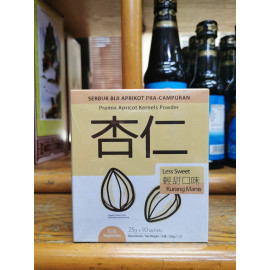 SERBUK BIJI APRIKOT PRA-CAMPURAN
Premix Apricot Kernels Powder
杏仁
Less Sweet
輕甜口味
Kurang Manis
25g x 10 sachets